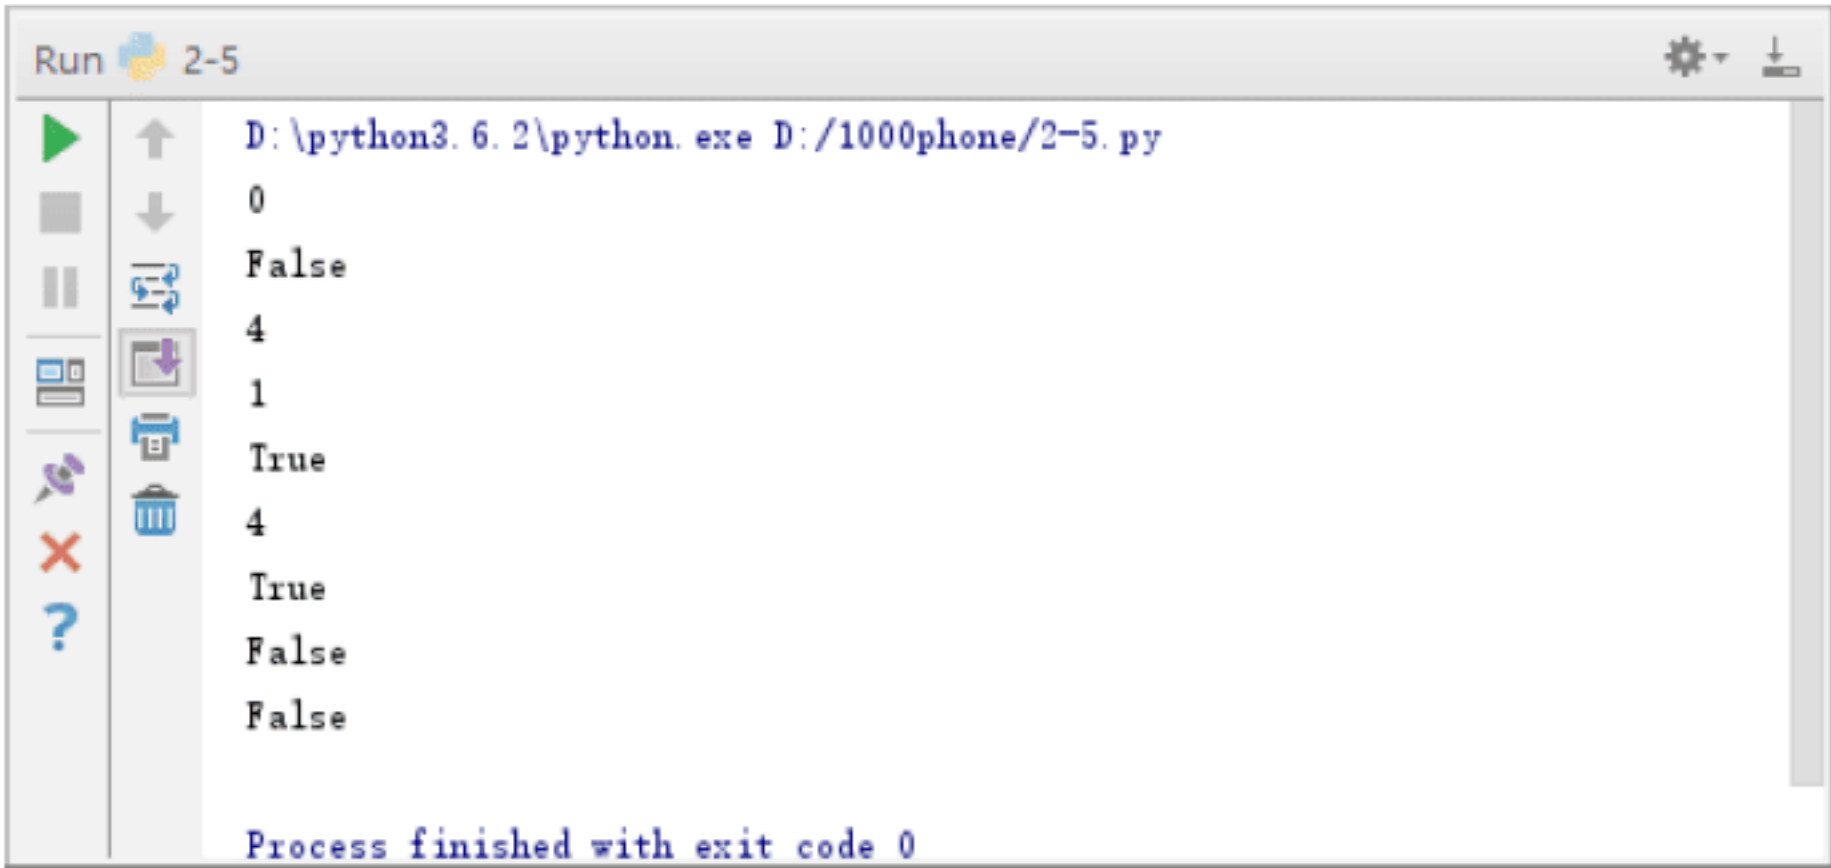 Run 2-5
D:\python3.6.2\python.exe D:/1000phone/2-5.py
0
False
4
1
True
4
True
False
False
Process finished with exit code 0